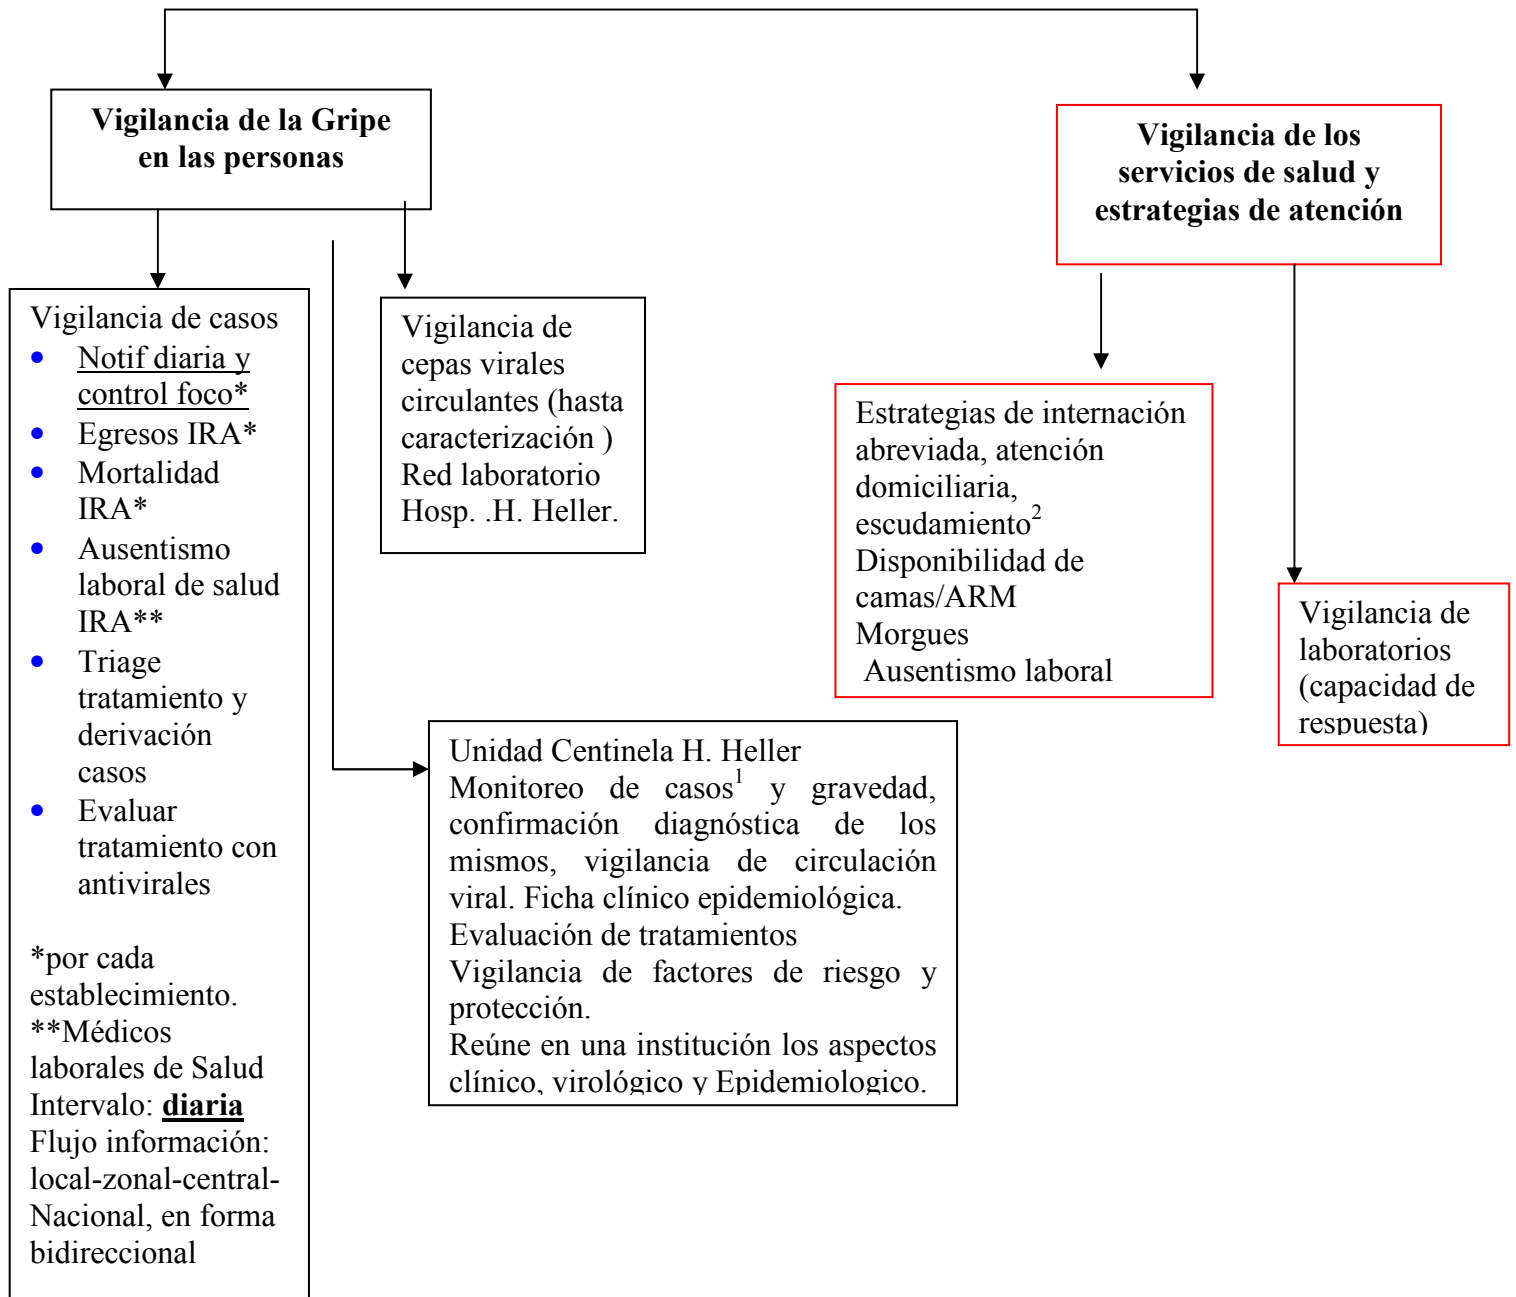 Vigilancia de la Gripe
en las personas
Vigilancia de los
servicios de salud y
estrategias de atención
Vigilancia de casos
• Notif diaria y
control foco*
• Egresos IRA*
• Mortalidad
IRA*
• Ausentismo
laboral de salud
IRA**
• Triage
tratamiento y
derivación
casos
• Evaluar
tratamiento con
antivirales
*por cada
establecimiento.
**Médicos
laborales de Salud
Intervalo: diaria
Flujo información:
local-zonal-central-
Nacional, en forma
bidireccional
Vigilancia de
cepas virales
circulantes (hasta
caracterización )
Red laboratorio
Hosp. .H. Heller.
Unidad Centinela H. Heller
Monitoreo de casos1 y gravedad,
confirmación diagnóstica de los
mismos, vigilancia de circulación
viral. Ficha clínico epidemiológica.
Evaluación de tratamientos
Vigilancia de factores de riesgo y
protección.
Reúne en una institución los aspectos
clínico, virológico y Epidemiologico.
Estrategias de internación
abreviada, atención
domiciliaria,
escudamiento2
Disponibilidad de
camas/ARM
Morgues
Ausentismo laboral
Vigilancia de
laboratorios
(capacidad de
respuesta)